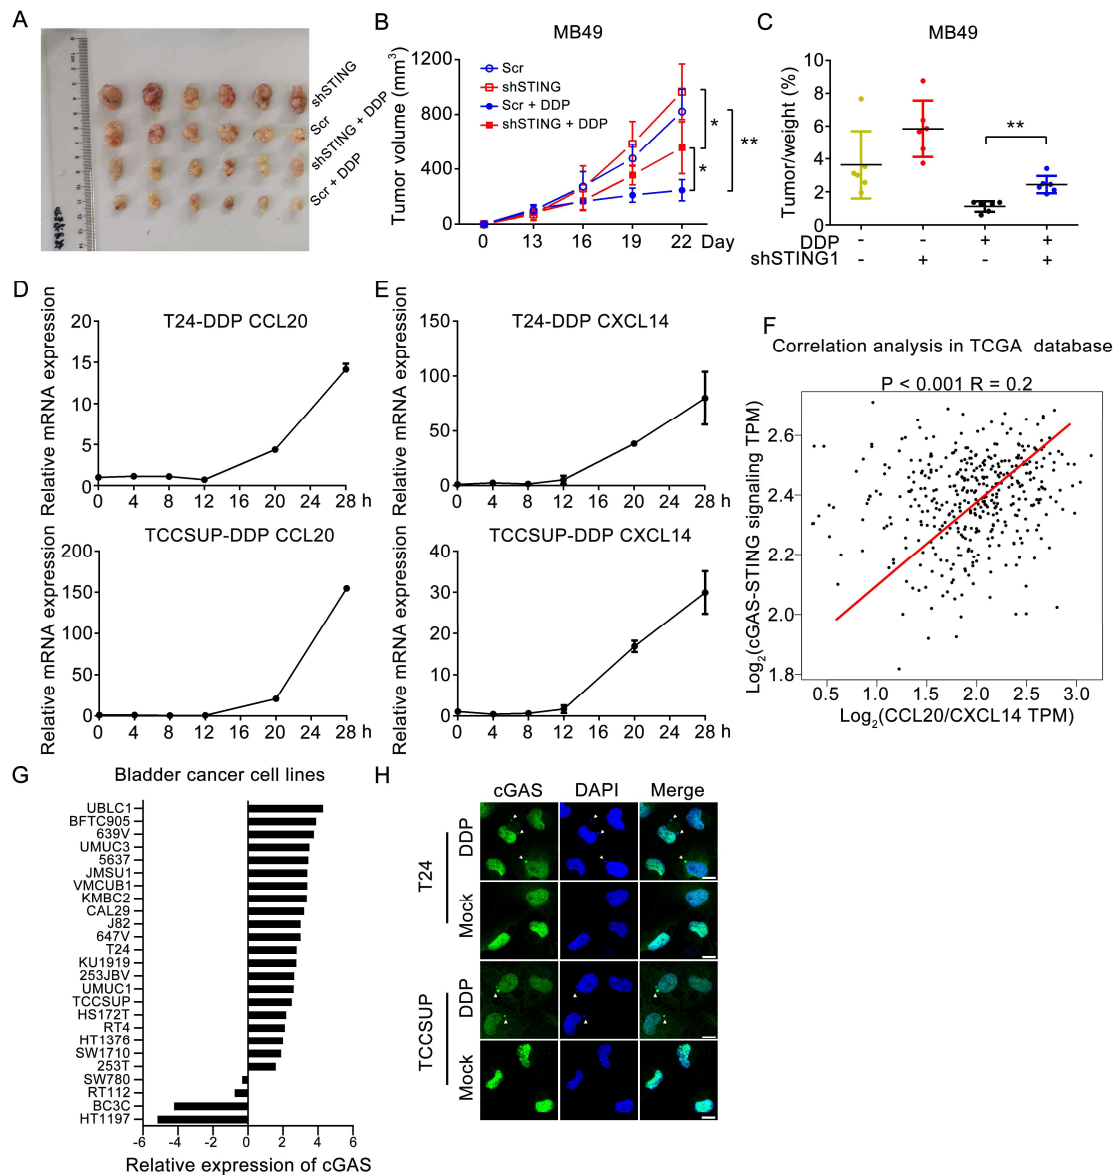 A
shSTING
Scr
shSTING + DDP
Scr + DDP
B
MB49
Tumor volume (mm3)
1200
800
400
0
0 13 16 19 22 Day
Scr
shSTING
Scr + DDP
shSTING + DDP
*
*
**
C
MB49
Tumor/weight (%)
10
8
6
4
2
0
**
DDP - - + +
shSTING1 - + - +
D
T24-DDP CCL20
Relative mRNA expression
20
15
10
5
0
0 4 8 12 16 20 24 28 h
TCCSUP-DDP CCL20
Relative mRNA expression
200
150
100
50
0
0 4 8 12 16 20 24 28 h
E
T24-DDP CXCL14
Relative mRNA expression
150
100
50
0
0 4 8 12 16 20 24 28 h
TCCSUP-DDP CXCL14
Relative mRNA expression
40
30
20
10
0
0 4 8 12 16 20 24 28 h
F
Correlation analysis in TCGA database
P < 0.001 R = 0.2
Log2(cGAS-STING signaling TPM)
2.6
2.4
2.2
2.0
1.8
0.5 1.0 1.5 2.0 2.5 3.0
Log2(CCL20/CXCL14 TPM)
G
Bladder cancer cell lines
UBLC1
BFTC905
639V
UMUC3
5637
JMSU1
VMCUB1
KMBC2
CAL29
J82
647V
T24
KU1919
253JBV
UMUC1
TCCSUP
HS172T
RT4
HT1376
SW1710
253T
SW780
RT112
BC3C
HT1197
-6 -4 -2 0 2 4 6
Relative expression of cGAS
H
cGAS DAPI Merge
T24
DDP
Mock
TCCSUP
DDP
Mock